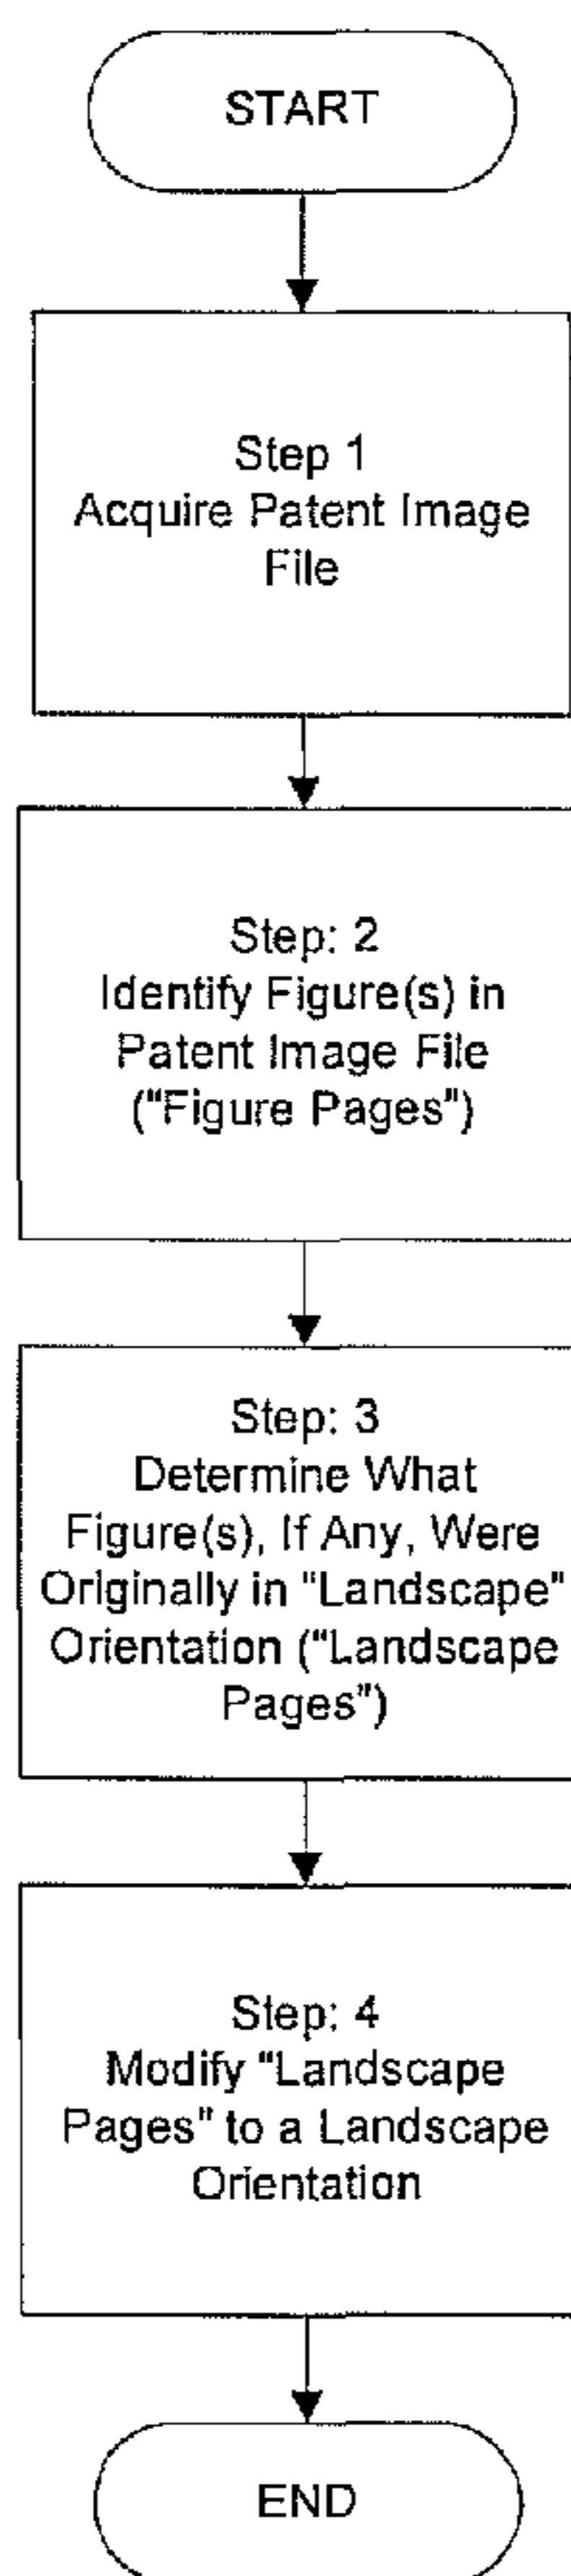 START
Step 1
Acquire Patent Image
File
Step: 2
Identify Figure(s) in
Patent Image File
("Figure Pages")
Step: 3
Determine What
Figure(s), If Any, Were
Originally in "Landscape"
Orientation ("Landscape
Pages")
Step: 4
Modify "Landscape
Pages" to a Landscape
Orientation
END